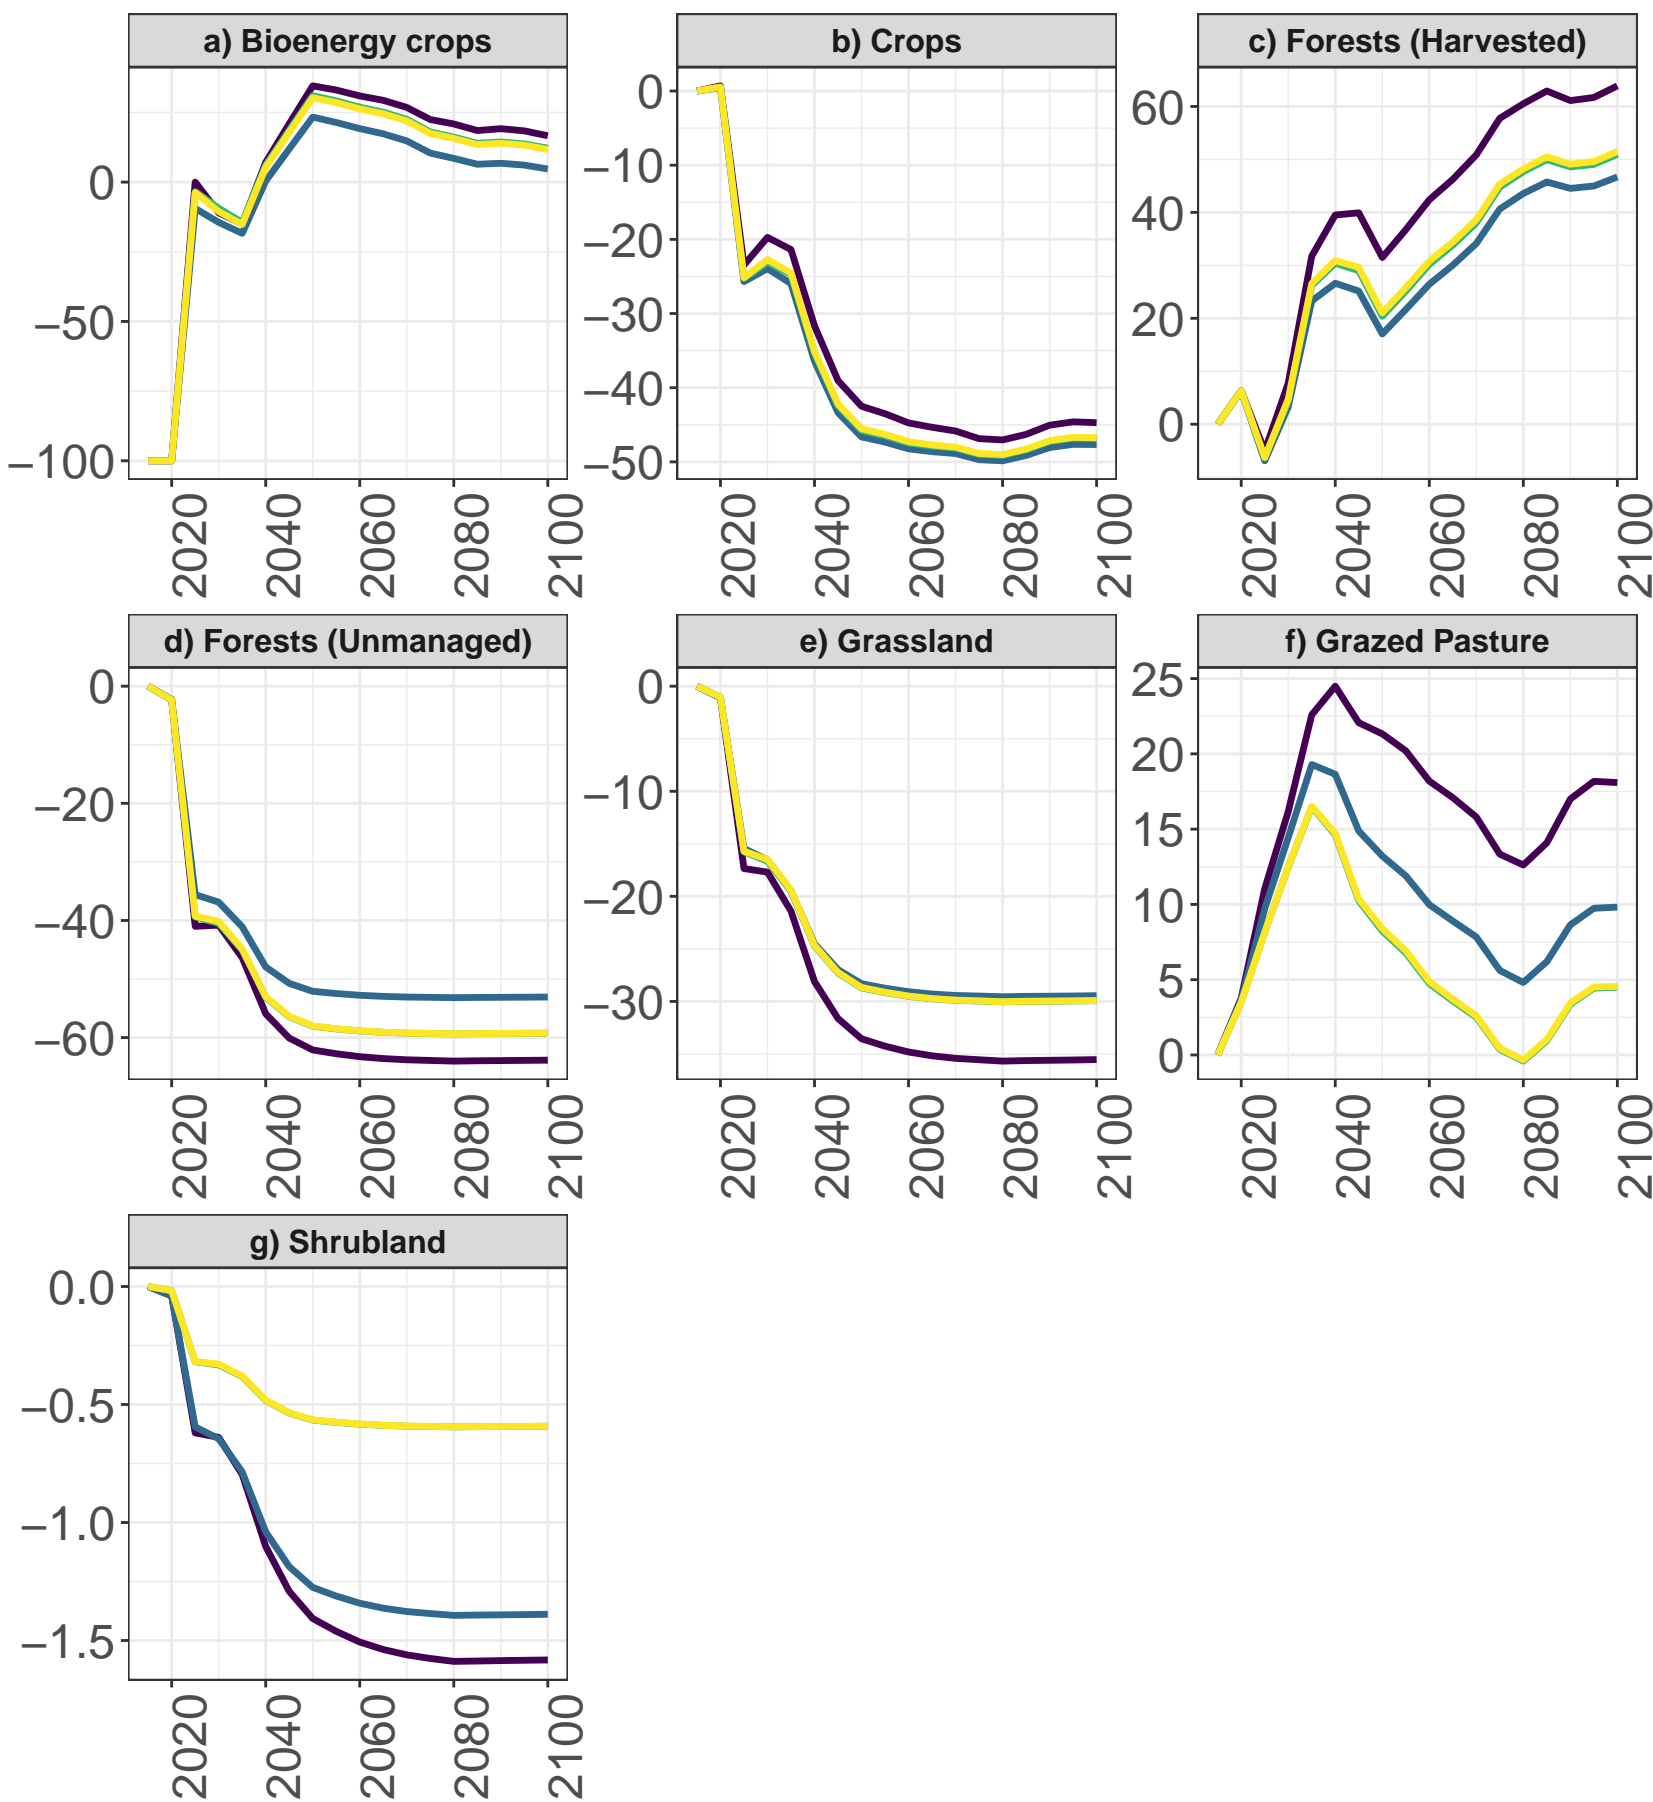 a) Bioenergy crops
0
−50
−100
2020 2040 2060 2080 2100
b) Crops
0
−10
−20
−30
−40
−50
2020 2040 2060 2080 2100
c) Forests (Harvested)
60
40
20
0
2020 2040 2060 2080 2100
d) Forests (Unmanaged)
0
−20
−40
−60
2020 2040 2060 2080 2100
e) Grassland
0
−10
−20
−30
2020 2040 2060 2080 2100
f) Grazed Pasture
25
20
15
10
5
0
2020 2040 2060 2080 2100
g) Shrubland
0.0
−0.5
−1.0
−1.5
2020 2040 2060 2080 2100